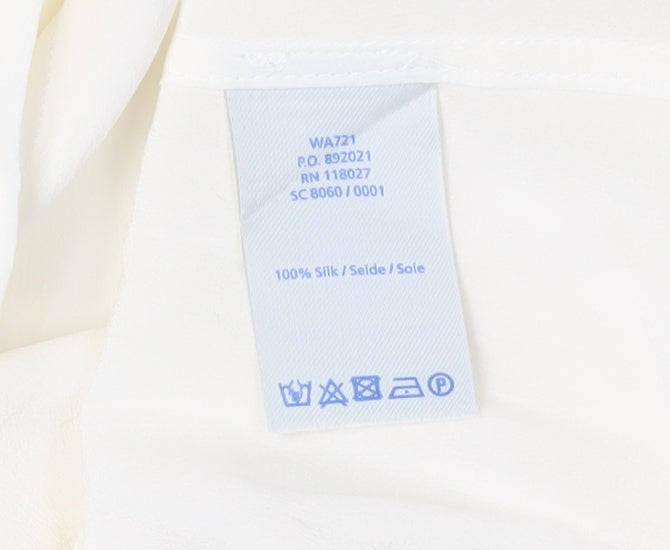 WA721
P.O. 892021
RN 118027
SC 8060 / 0001
100% Silk / Seide / Soie
P